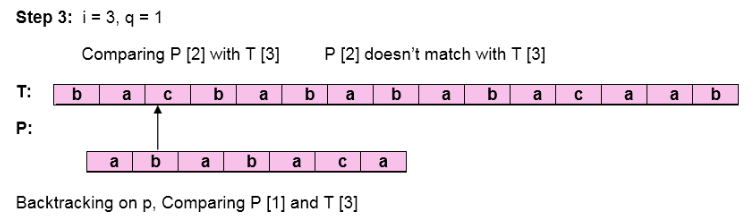 Step 3: i = 3, q = 1
Comparing P [2] with T [3] P [2] doesn't match with T [3]
T: b a c b a b a b a b a c a a b
P:
a b a b a c a
Backtracking on p, Comparing P [1] and T [3]